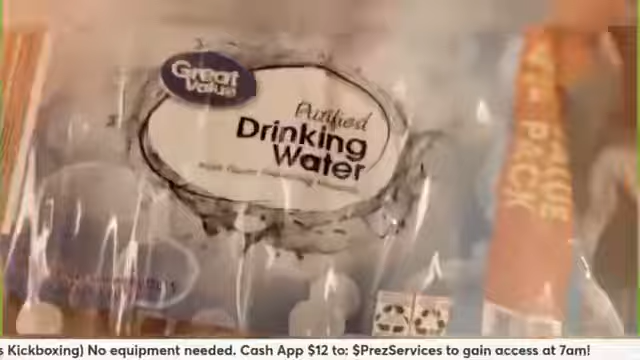 Great
Value
Purified
Drinking
Water
VALUE
PACK
s Kickboxing) No equipment needed. Cash App $12 to: $PrezServices to gain access at 7am!